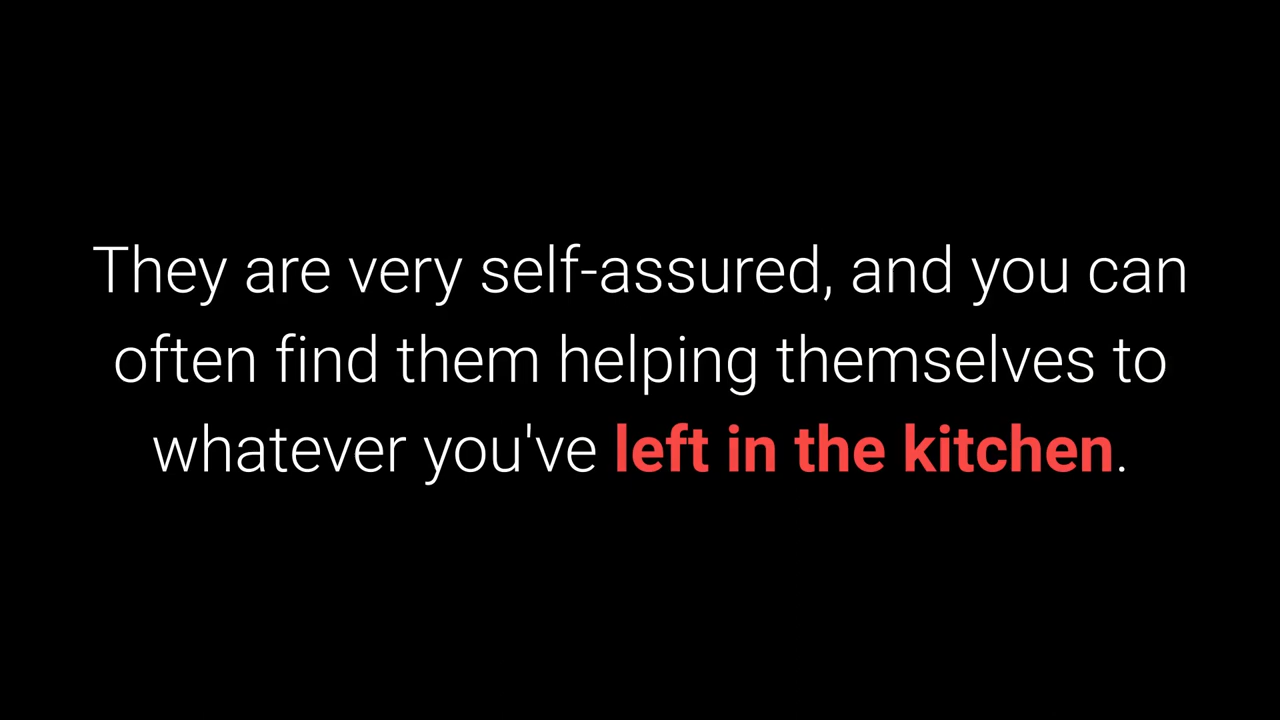 They are very self-assured, and you can
often find them helping themselves to
whatever you've left in the kitchen.